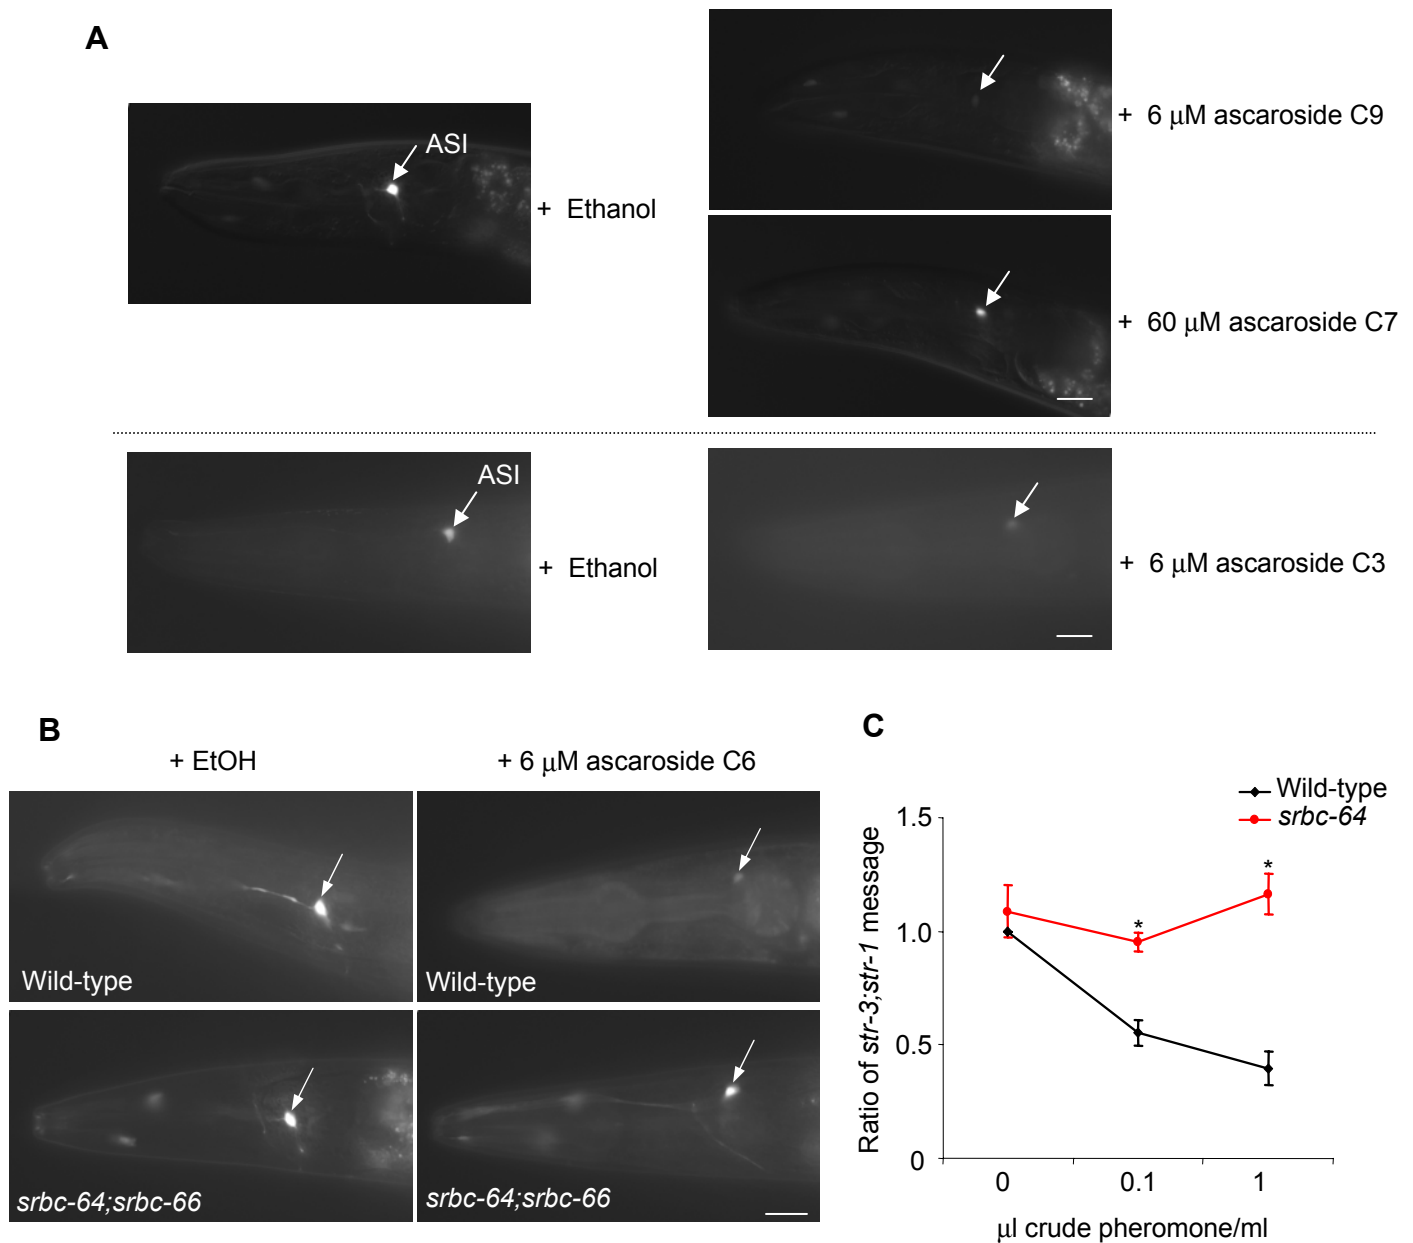 A
ASI
+ Ethanol
+ 6 μM ascaroside C9
+ 60 μM ascaroside C7
ASI
+ Ethanol
+ 6 μM ascaroside C3
B
+ EtOH
+ 6 μM ascaroside C6
Wild-type
Wild-type
srbc-64;srbc-66
srbc-64;srbc-66
C
Wild-type
srbc-64
Ratio of str-3;str-1 message
1.5
1.0
0.5
0
*
*
0 0.1 1
μl crude pheromone/ml